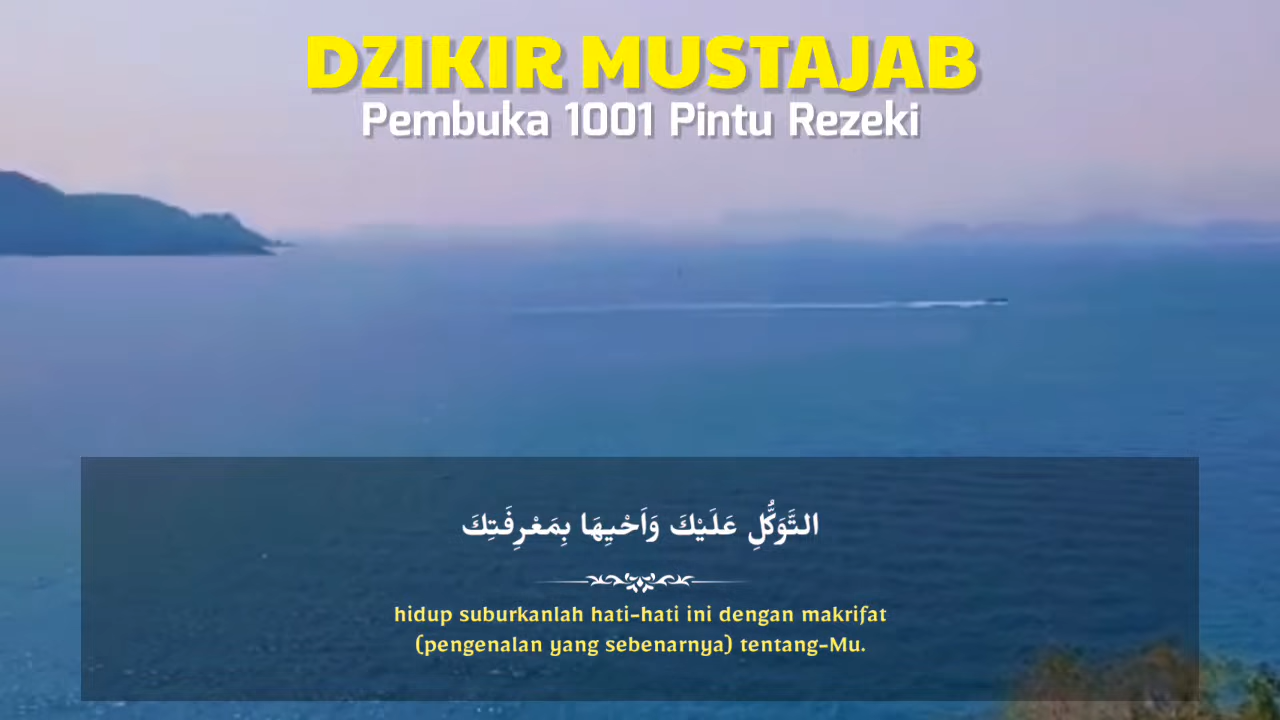 DZIKIR MUSTAJAB
Pembuka 1001 Pintu Rezeki
التَّوَكُّلِ عَلَيْكَ وَاَحْيِهَا بِمَعْرِفَتِكَ
hidup suburkanlah hati-hati ini dengan makrifat
(pengenalan yang sebenarnya) tentang-Mu.